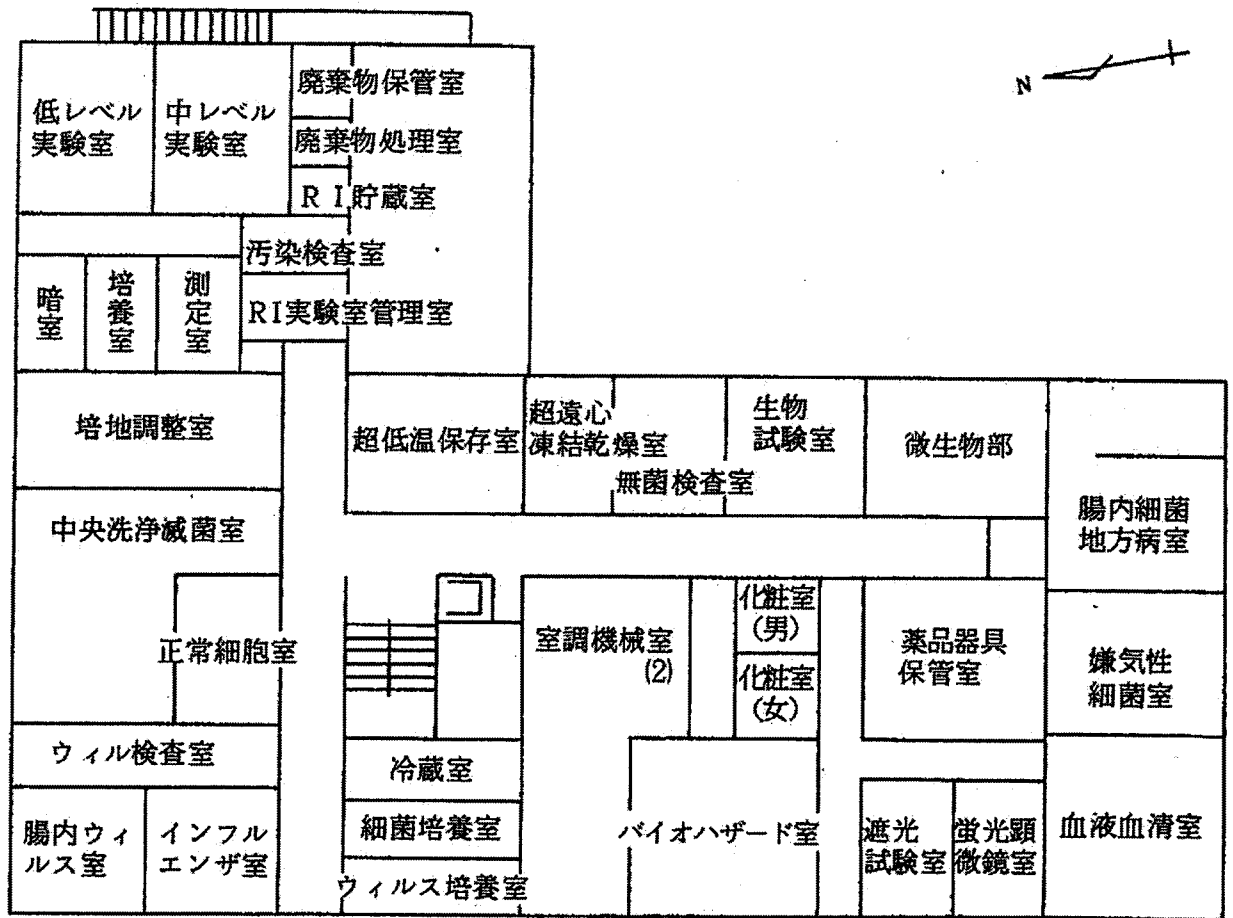 N
低レベル
実験室
中レベル
実験室
廃棄物保管室
廃棄物処理室
RI貯蔵室
汚染検査室
暗室
培養室
測定室
RI実験室管理室
培地調整室
超低温保存室
超遠心
凍結乾燥室
無菌検査室
生物
試験室
微生物部
腸内細菌
地方病室
中央洗浄滅菌室
正常細胞室
室調機械室
(2)
化粧室
(男)
化粧室
(女)
薬品器具
保管室
嫌気性
細菌室
ウィル検査室
冷蔵室
腸内ウィ
ルス室
インフル
エンザ室
細菌培養室
ウィルス培養室
バイオハザード室
遮光
試験室
蛍光顕
微鏡室
血液血清室